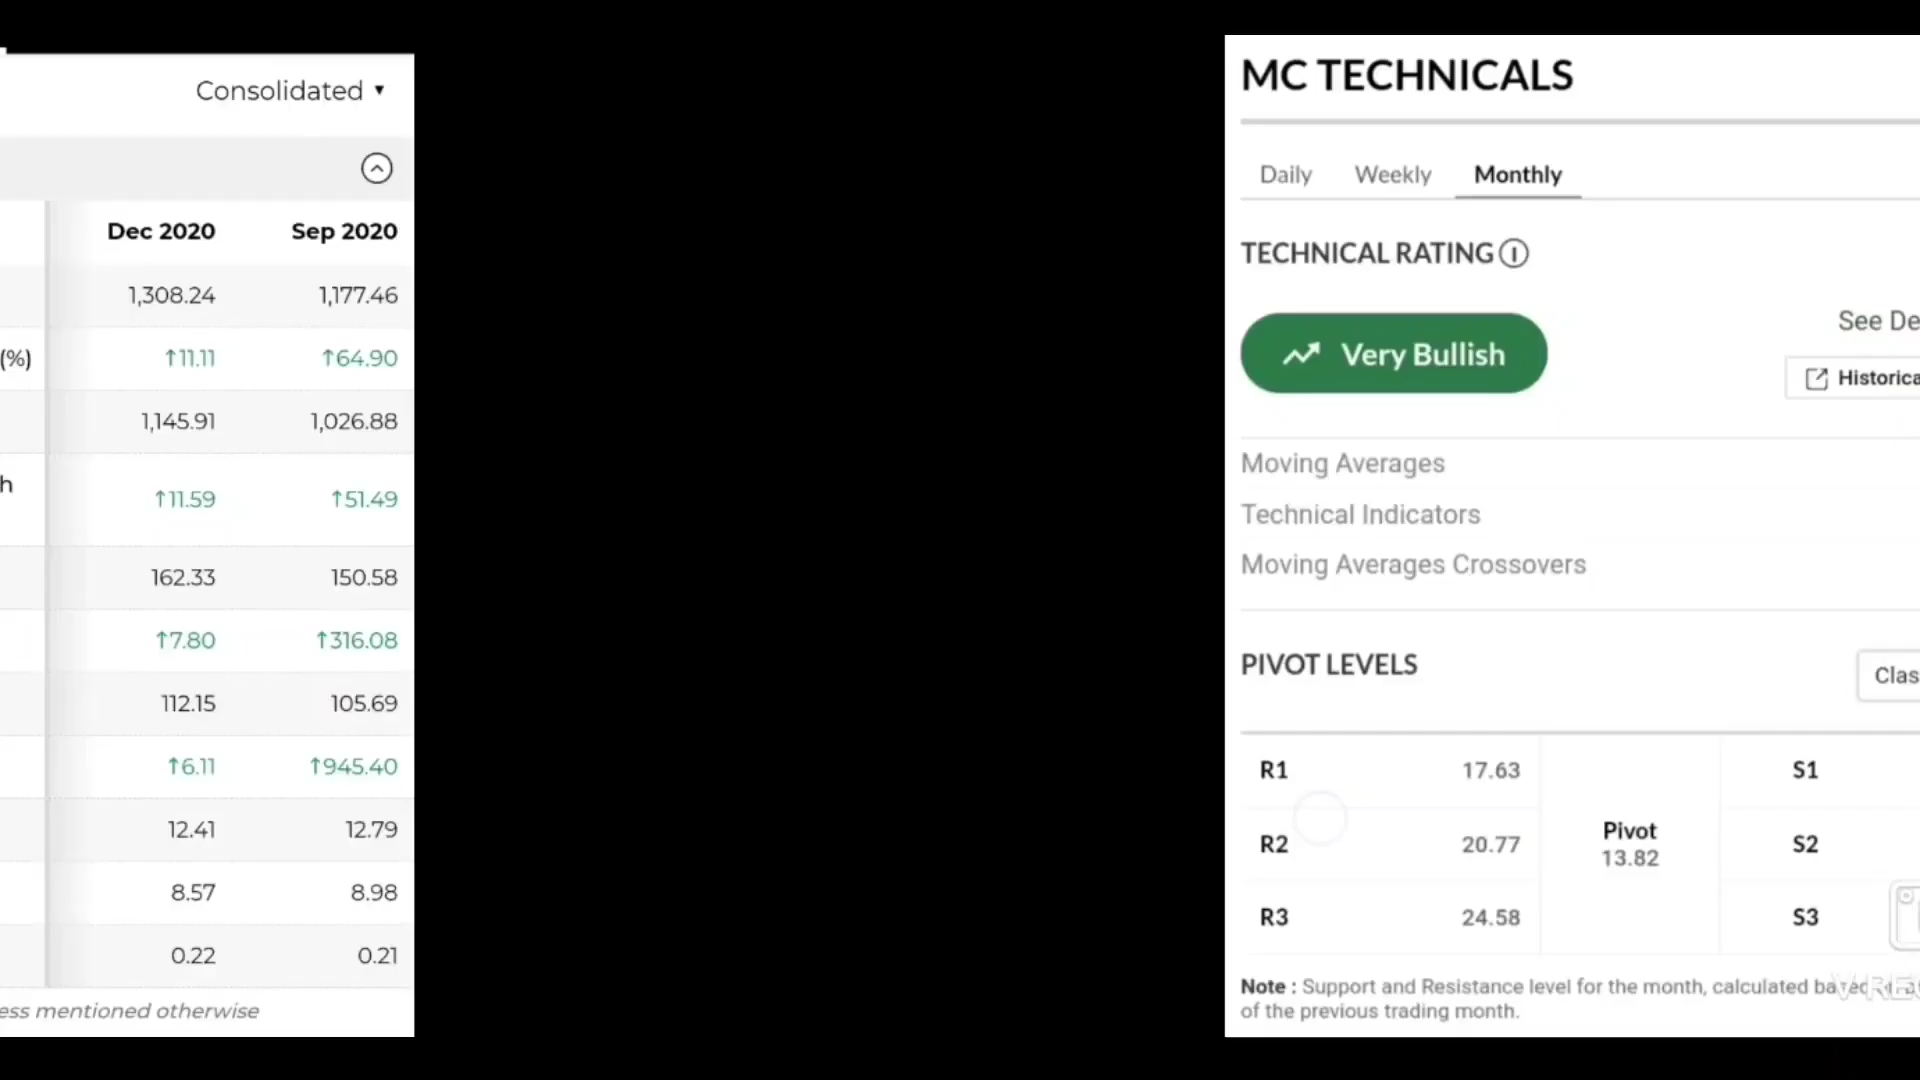 Consolidated
Dec 2020 Sep 2020
1,308.24 1,177.46
(%) ↑11.11 ↑64.90
1,145.91 1,026.88
h ↑11.59 ↑51.49
162.33 150.58
↑7.80 ↑316.08
112.15 105.69
↑6.11 ↑945.40
12.41 12.79
8.57 8.98
0.22 0.21
ess mentioned otherwise
MC TECHNICALS
Daily Weekly Monthly
TECHNICAL RATING
See De
Very Bullish
Historica
Moving Averages
Technical Indicators
Moving Averages Crossovers
PIVOT LEVELS
Clas
R1 17.63 S1
Pivot
R2 20.77 13.82 S2
R3 24.58 S3
Note : Support and Resistance level for the month, calculated
of the previous trading month.